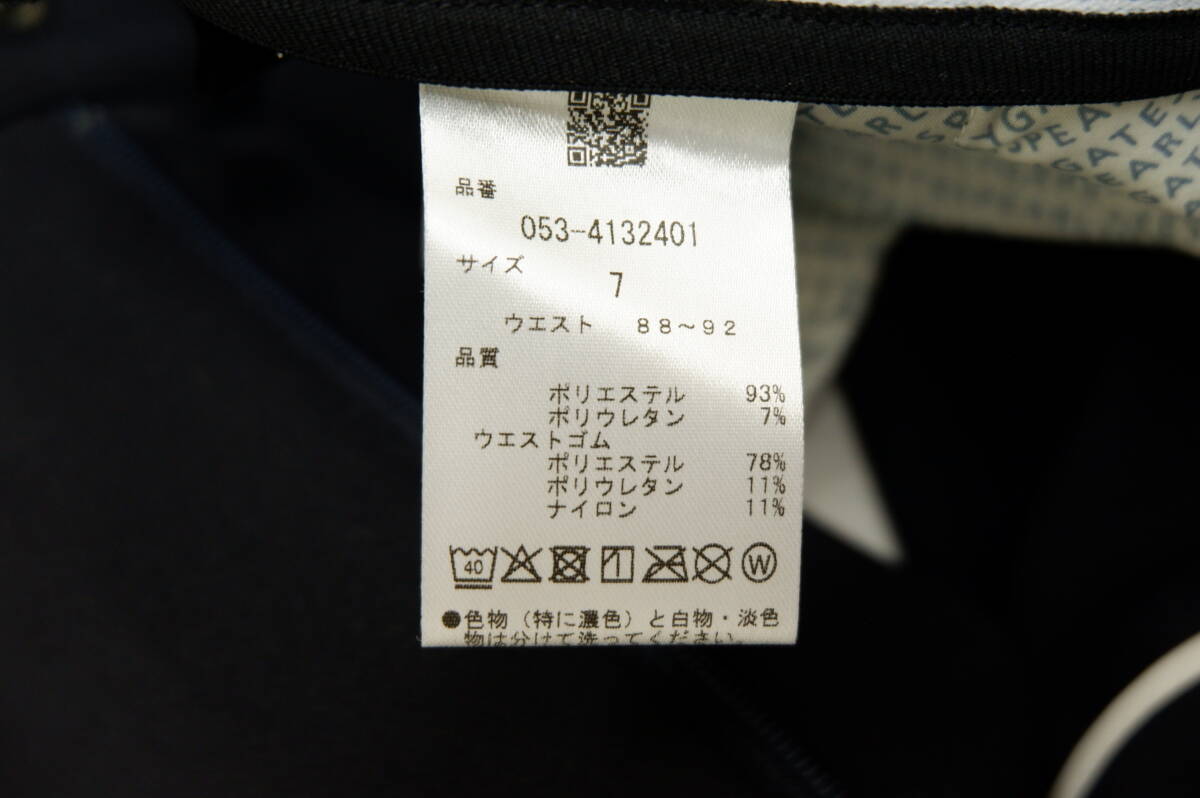 品番
053-4132401
サイズ
7
ウエスト 88~92
品質
ポリエステル 93%
ポリウレタン 7%
ウエストゴム
ポリエステル 78%
ポリウレタン 11%
ナイロン 11%
40
W
●色物(特に濃色)と白物・淡色
物は分けて洗ってください。